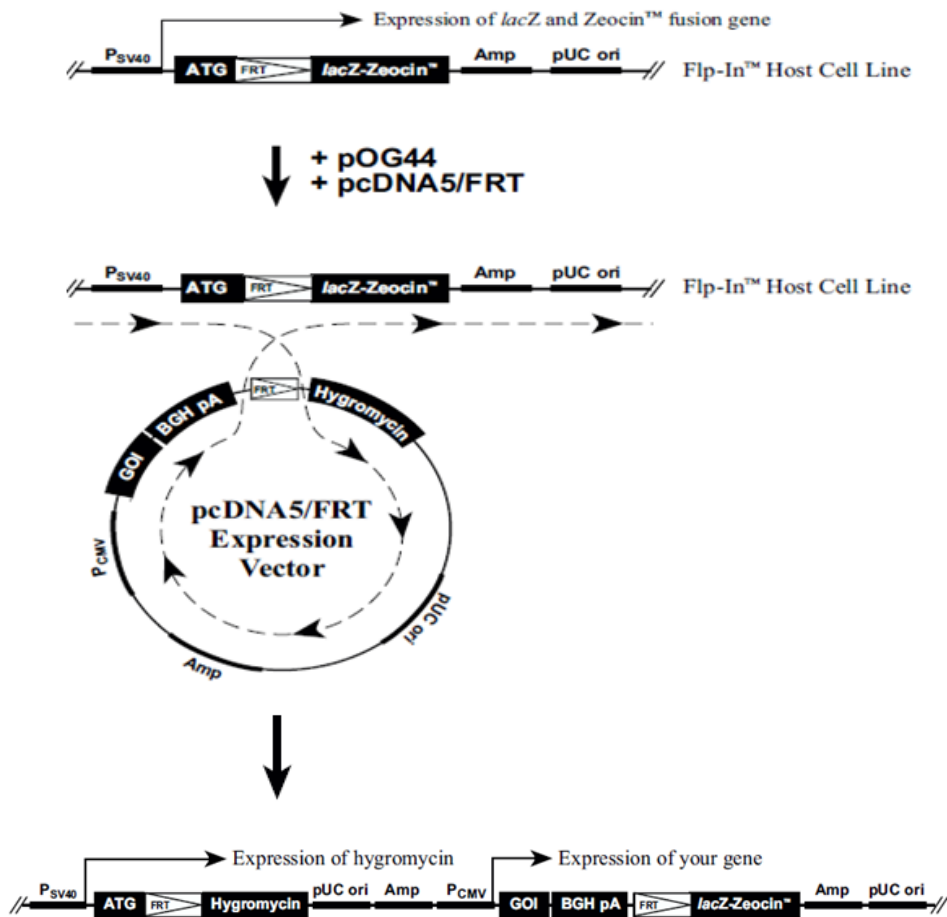 Expression of lacZ and Zeocin™ fusion gene
PSV40
ATG FRT lacZ-Zeocin™ Amp pUC ori
Flp-In™ Host Cell Line
+ pOG44
+ pcDNA5/FRT
PSV40
ATG FRT lacZ-Zeocin™ Amp pUC ori
Flp-In™ Host Cell Line
GOI BGH pA FRT Hygromycin
pcDNA5/FRT
Expression
Vector
PCMV
pUC ori
Amp
Expression of hygromycin
Expression of your gene
PSV40 pUC ori Amp PCMV Amp pUC ori
ATG FRT Hygromycin GOI BGH pA FRT lacZ-Zeocin™